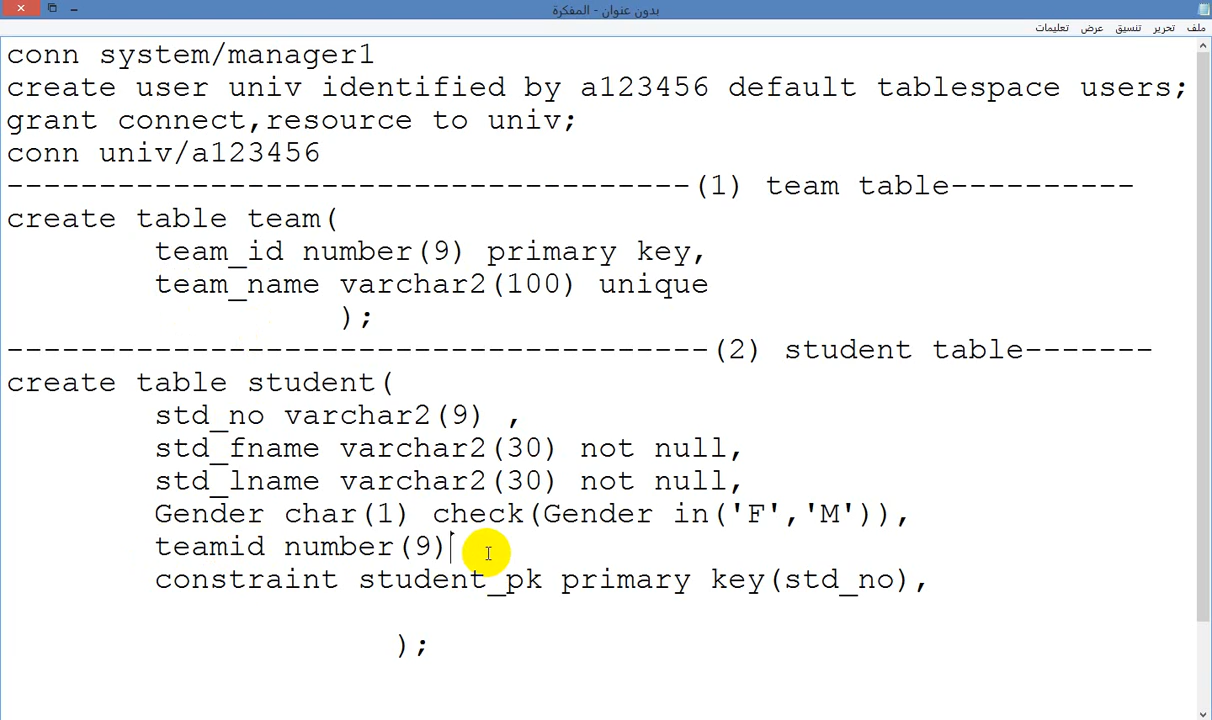 بدون عنوان - المفكرة
ملف تحرير تنسيق عرض تعليمات
conn system/manager1
create user univ identified by a123456 default tablespace users;
grant connect,resource to univ;
conn univ/a123456
-------------------------------------(1) team table----------
create table team(
team_id number(9) primary key,
team_name varchar2(100) unique
);
--------------------------------------(2) student table-------
create table student(
std_no varchar2(9) ,
std_fname varchar2(30) not null,
std_lname varchar2(30) not null,
Gender char(1) check(Gender in('F','M')),
teamid number(9)
constraint student_pk primary key(std_no),
);